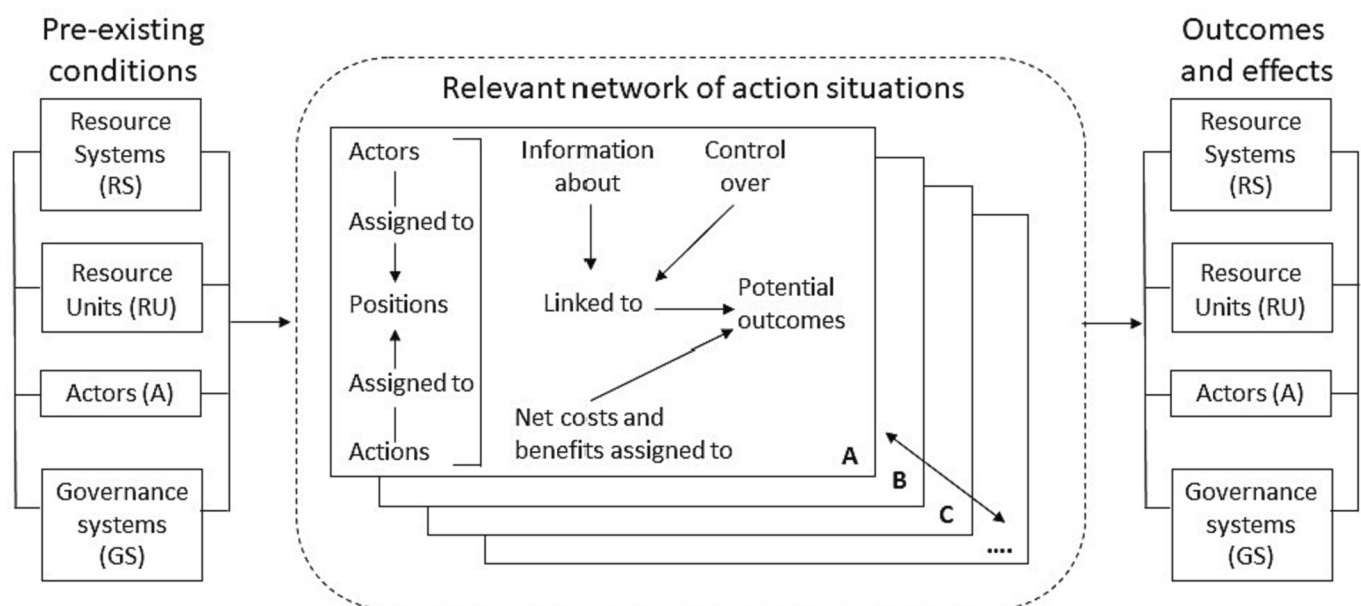 Pre-existing
conditions
Resource
Systems
(RS)
Resource
Units (RU)
Actors (A)
Governance
systems
(GS)
Relevant network of action situations
Actors
Assigned to
Positions
Assigned to
Actions
Information
about
Control
over
Linked to
Potential
outcomes
Net costs and
benefits assigned to
A
B
C
....
Outcomes
and effects
Resource
Systems
(RS)
Resource
Units (RU)
Actors (A)
Governance
systems
(GS)